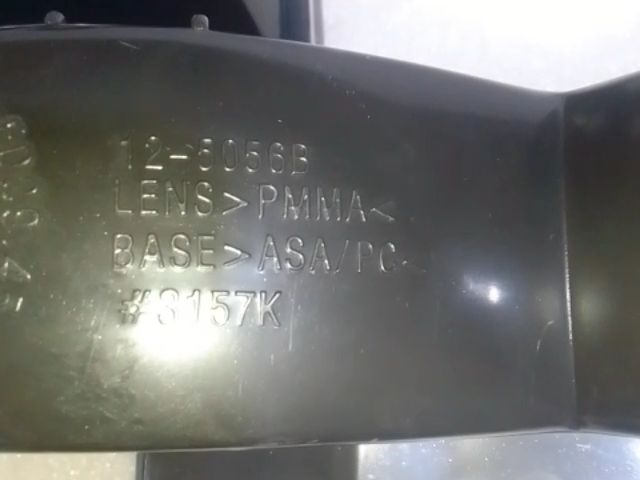 12-5056B
LENS>PMMA<
BASE>ASA/PC<
#3157K